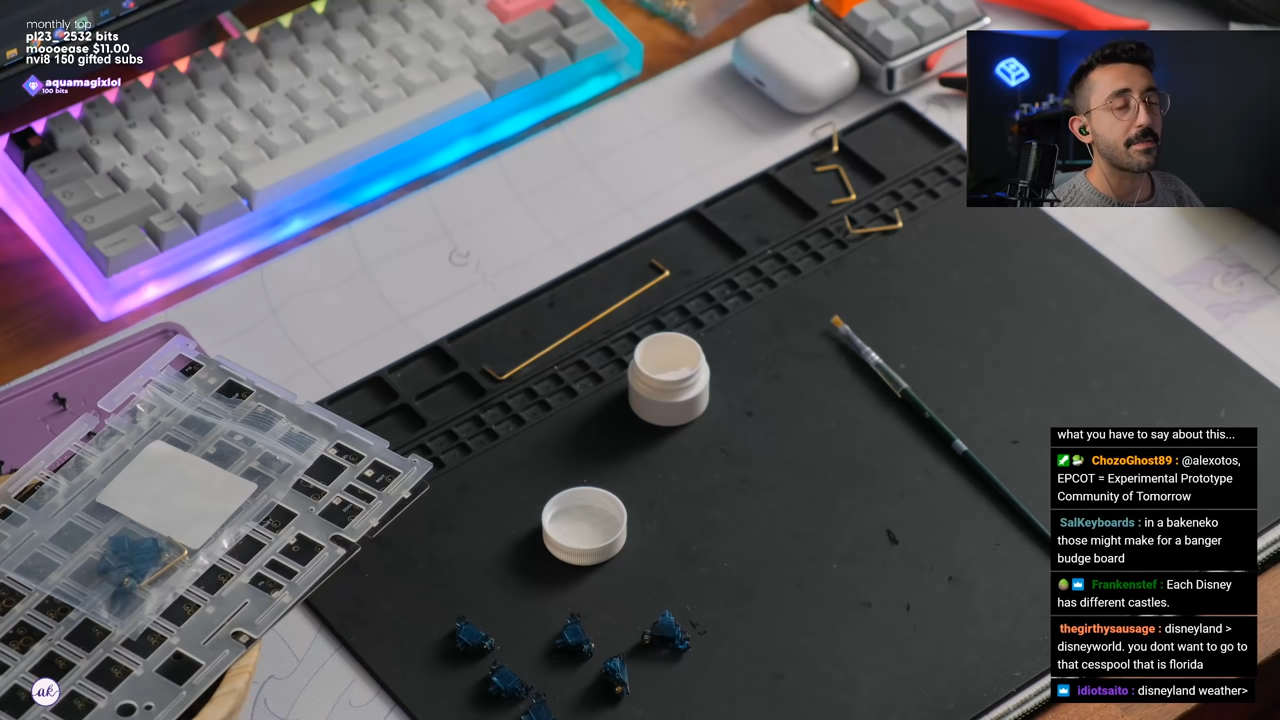 monthly top
pl23_ 2532 bits
moooease $11.00
nvi8 150 gifted subs
aquamagixlol
100 bits
what you have to say about this...
ChozoGhost89 : @alexotos,
EPCOT = Experimental Prototype
Community of Tomorrow
SalKeyboards : in a bakeneko
those might make for a banger
budge board
Frankenstef : Each Disney
has different castles.
thegirthysausage : disneyland >
disneyworld. you dont want to go to
that cesspool that is florida
idiotsaito : disneyland weather>
ak